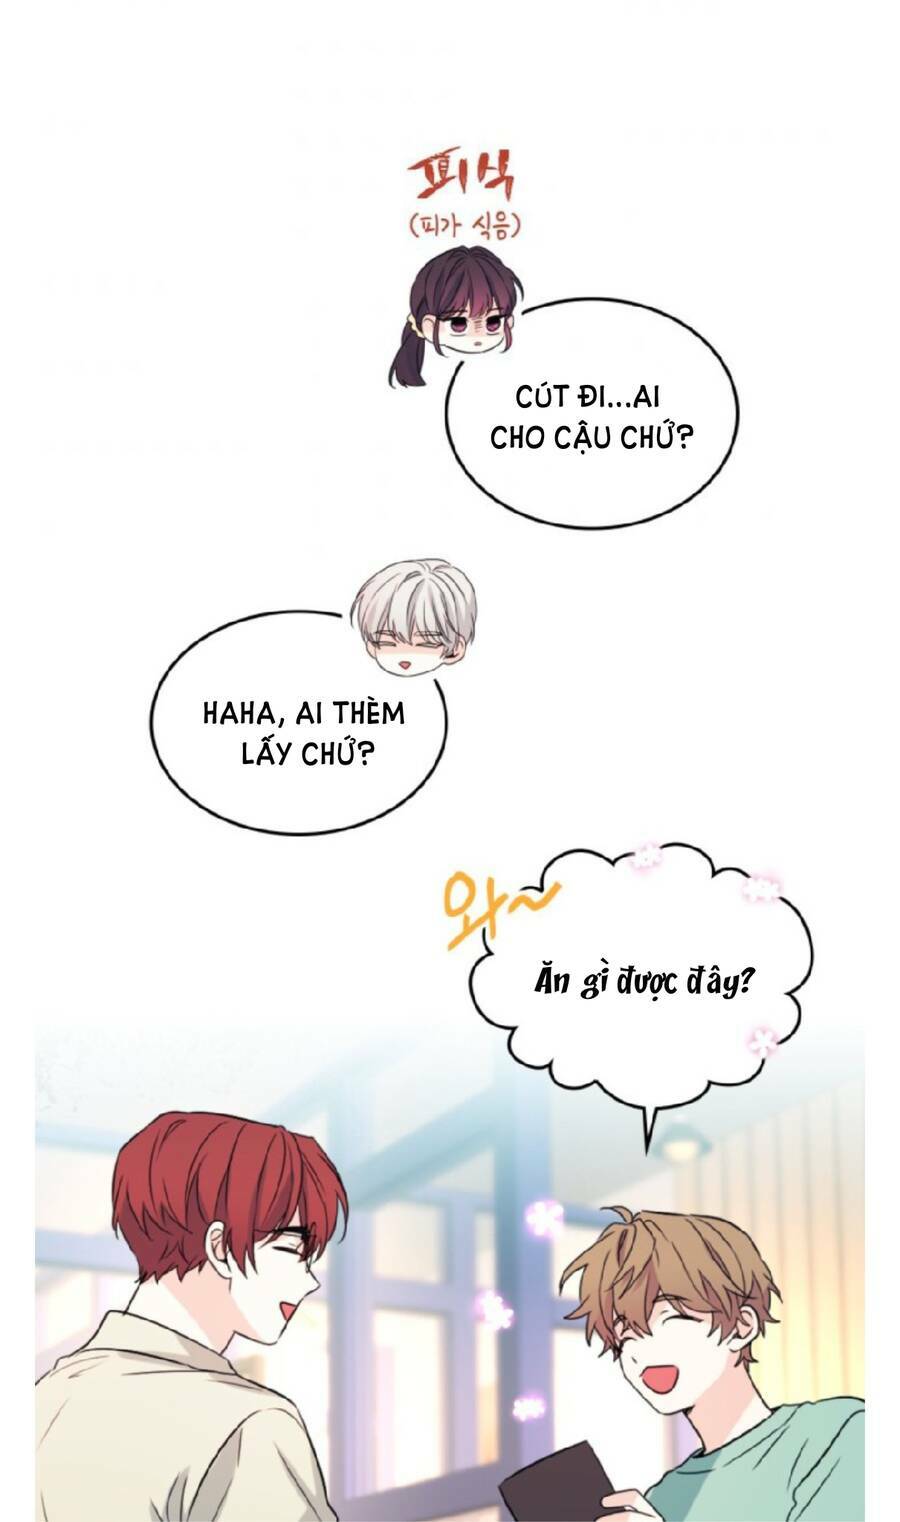 피식
(피가 식음)
CÚT ĐI...AI
CHO CẬU CHỨ?
HAHA, AI THÈM
LẤY CHỨ?
와~
Ăn gì được đây?